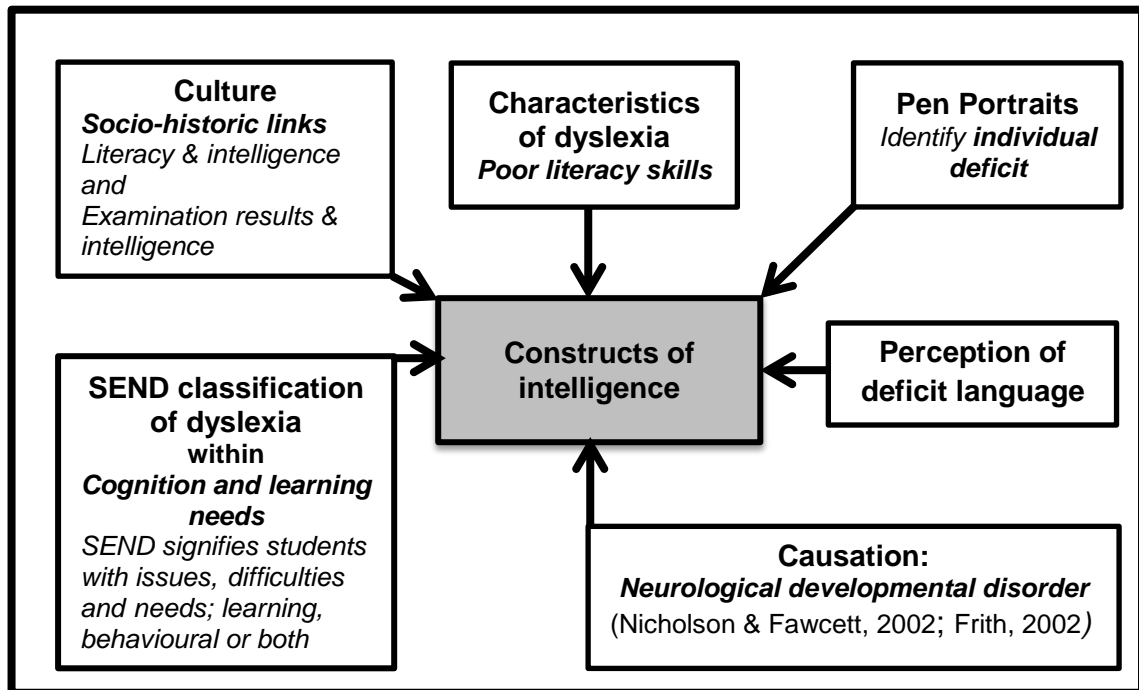 Culture
Socio-historic links
Literacy & intelligence
and
Examination results &
intelligence
Characteristics
of dyslexia
Poor literacy skills
Pen Portraits
Identify individual
deficit
Constructs of
intelligence
Perception of
deficit language
SEND classification
of dyslexia
within
Cognition and learning
needs
SEND signifies students
with issues, difficulties
and needs; learning,
behavioural or both
Causation:
Neurological developmental disorder
(Nicholson & Fawcett, 2002; Frith, 2002)